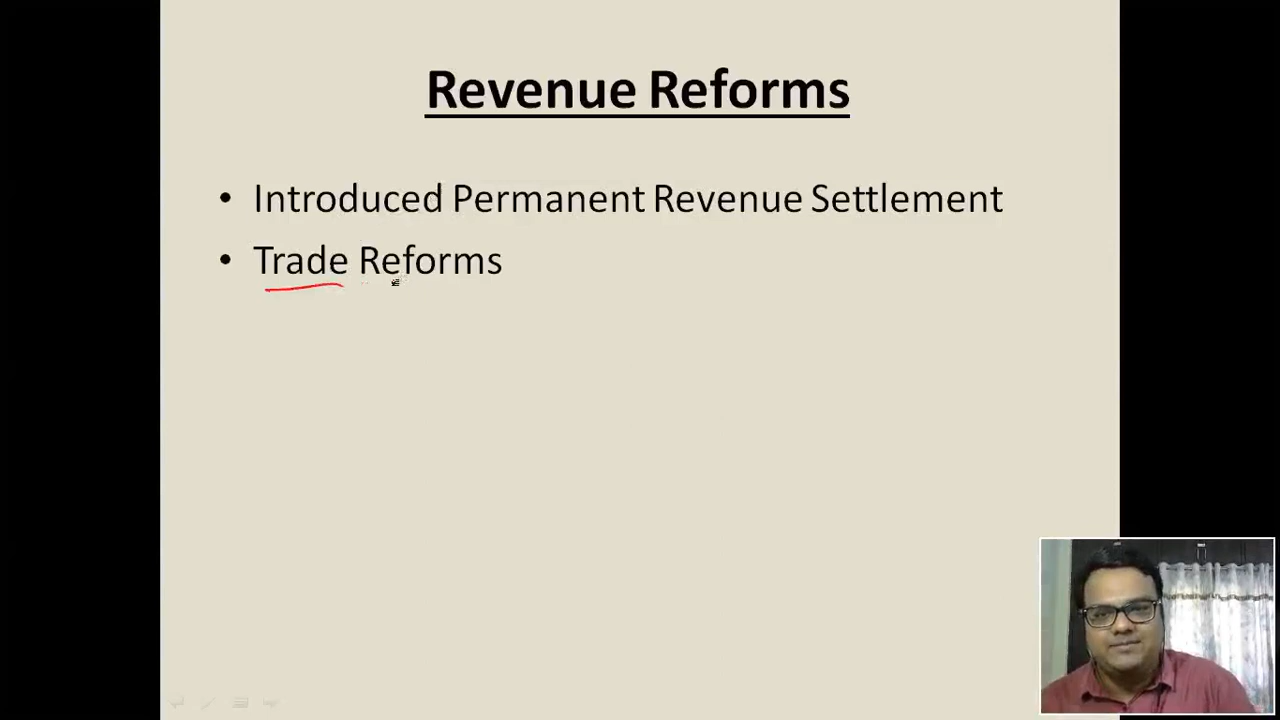 Revenue Reforms
• Introduced Permanent Revenue Settlement
• Trade Reforms